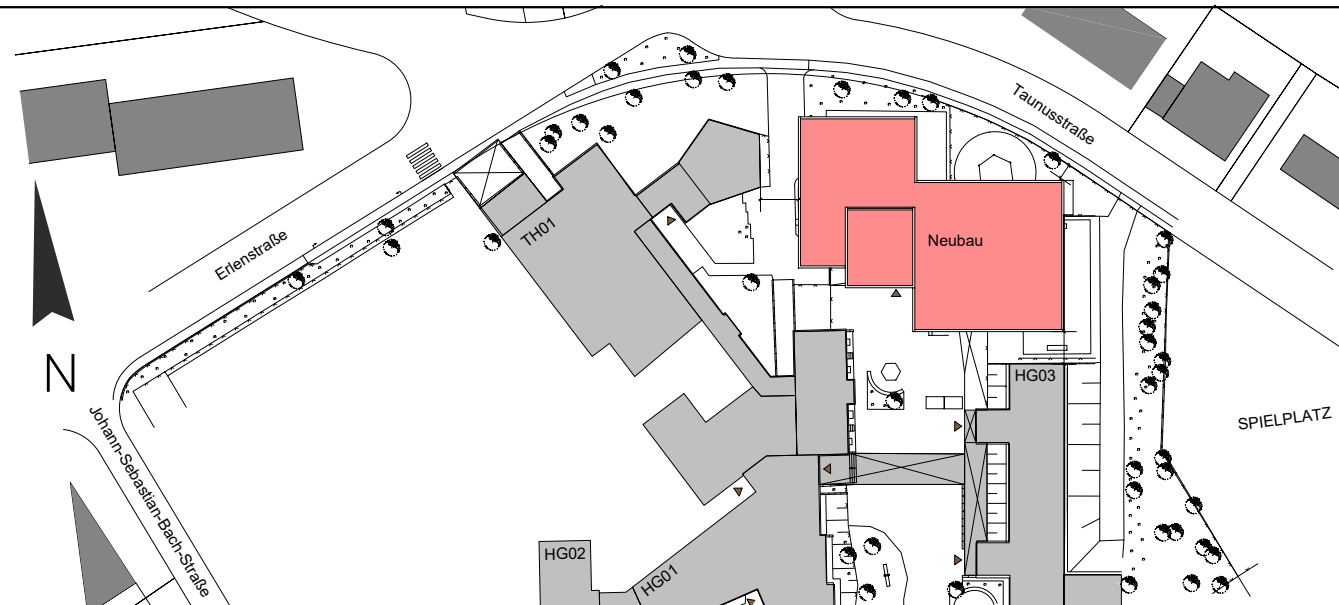 Taunusstraße
Erlenstraße
TH01
Neubau
N
HG03
Johann-Sebastian-Bach-Straße
SPIELPLATZ
HG02
HG01